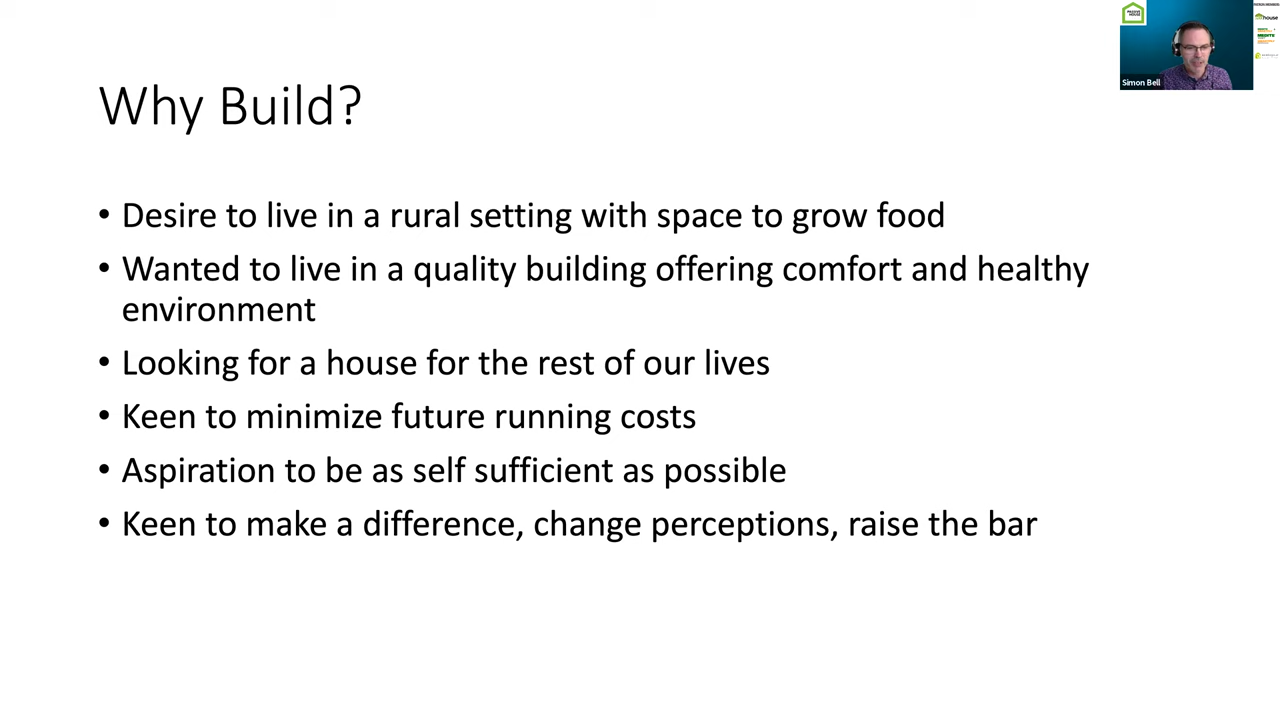 Why Build?
• Desire to live in a rural setting with space to grow food
• Wanted to live in a quality building offering comfort and healthy
environment
• Looking for a house for the rest of our lives
• Keen to minimize future running costs
• Aspiration to be as self sufficient as possible
• Keen to make a difference, change perceptions, raise the bar
Simon Bell